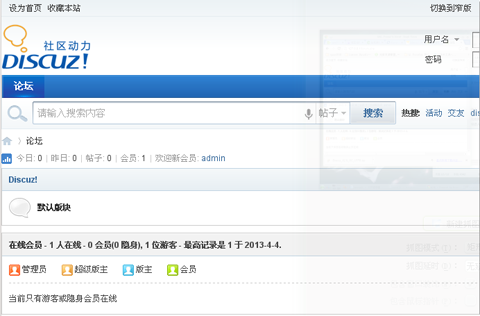 设为首页 收藏本站 切换到窄版
社区动力
DISCUZ!
用户名
密码
论坛
请输入搜索内容 帖子 搜索 热搜: 活动 交友 dis
论坛
今日: 0 | 昨日: 0 | 帖子: 0 | 会员: 1 | 欢迎新会员: admin
Discuz!
默认版块
在线会员 - 1 人在线 - 0 会员(0 隐身), 1 位游客 - 最高记录是 1 于 2013-4-4.
管理员 超级版主 版主 会员
当前只有游客或隐身会员在线